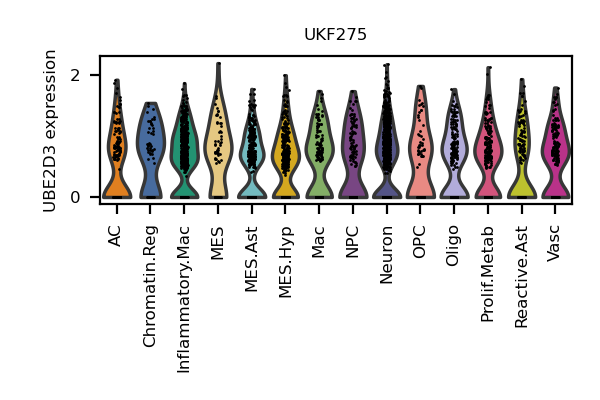 UKF275
UBE2D3 expression
2
0
AC
Chromatin.Reg
Inflammatory.Mac
MES
MES.Ast
MES.Hyp
Mac
NPC
Neuron
OPC
Oligo
Prolif.Metab
Reactive.Ast
Vasc